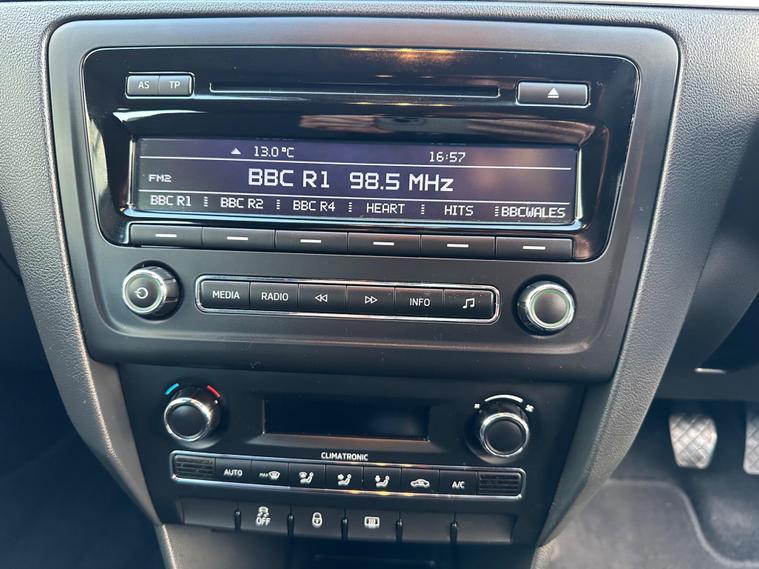 AS TP
13.0°C 16:57
FM2 BBC R1 98.5 MHz
BBC R1 BBC R2 BBC R4 HEART HITS BBCWALES
MEDIA RADIO INFO
CLIMATRONIC
AUTO MAX A/C
OFF